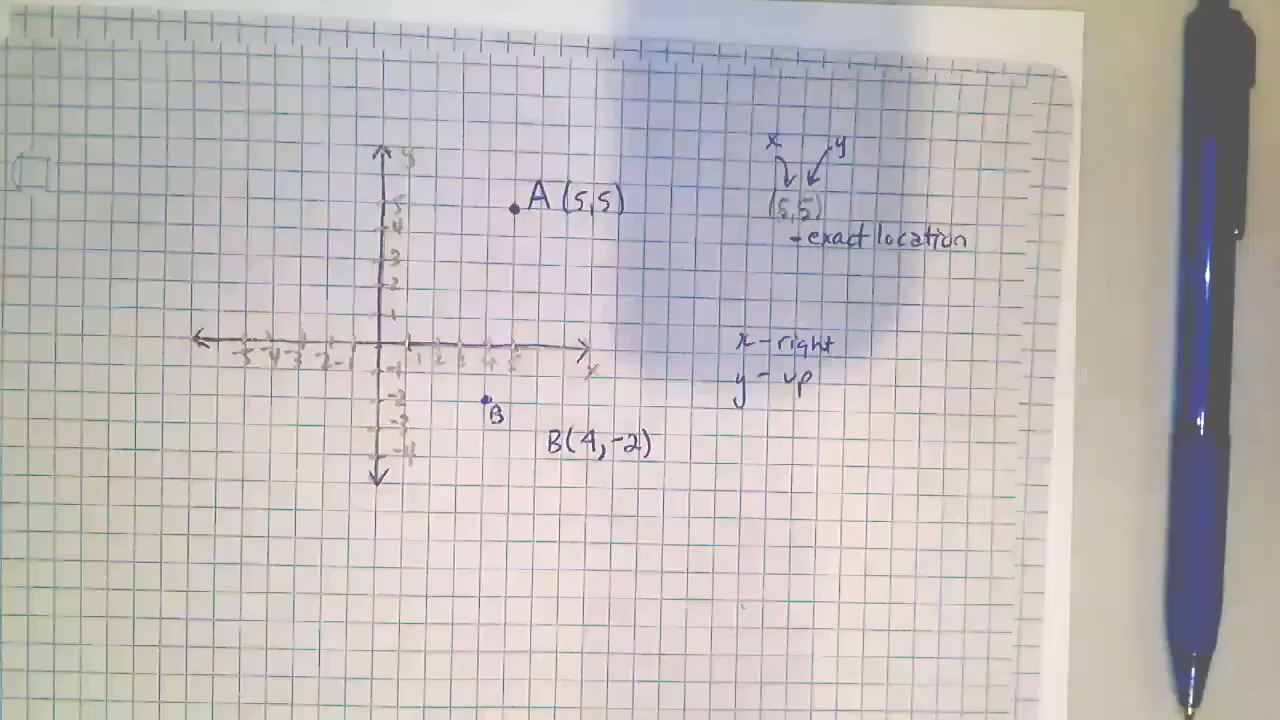 y
x y
5 A (5,5) (5,5)
4 - exact location
3
2
1
-5 -4 -3 -2 -1 1 2 3 4 5 x
x - right
-1
y - up
-2
B
-3
B(4,-2)
-4